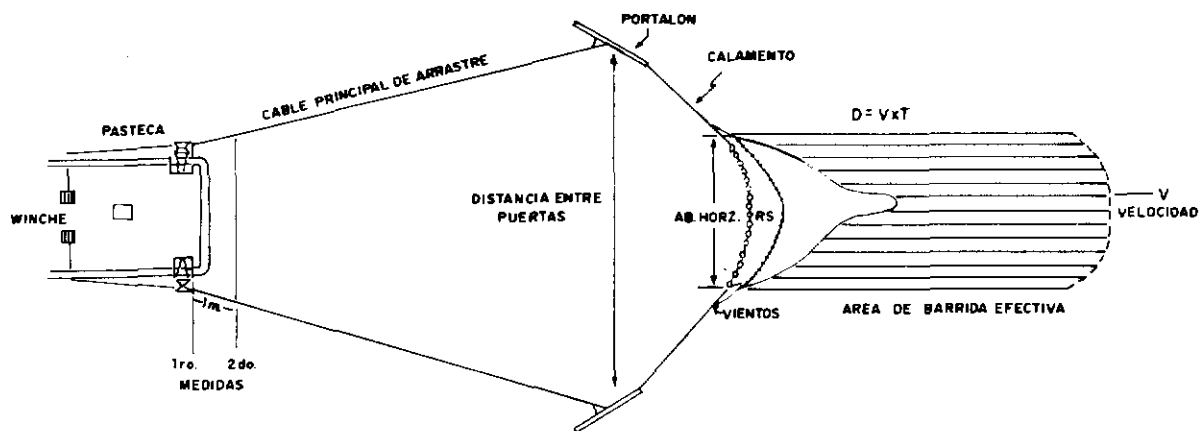 PORTALON
CALAMENTO
CABLE PRINCIPAL DE ARRASTRE
D= VxT
PASTECA
WINCHE
DISTANCIA ENTRE
PUERTAS
AB. HORZ. RS
V
VELOCIDAD
1m.
VIENTOS
AREA DE BARRIDA EFECTIVA
1ro. 2do.
MEDIDAS